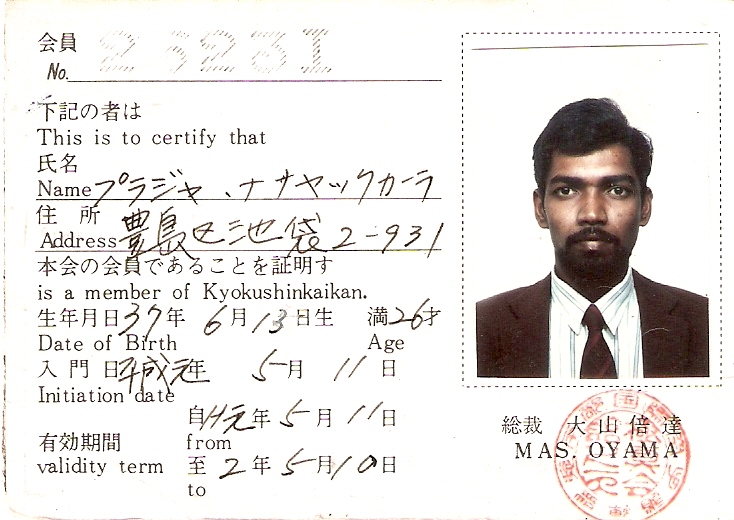 会員
No. 23231
下記の者は
This is to certify that
氏名
Name プラジャ、ナサヤックカーラ
住所
Address 豊島区池袋2-931
本会の会員であることを証明す
is a member of Kyokushinkaikan.
生年月日 37年 6月 13日生 満26才
Date of Birth Age
入門日 平成元年 5月 11日
Initiation date
自H元年5月11日
有効期間 from
validity term 至2年5月10日
to
総裁 大山倍達
MAS. OYAMA